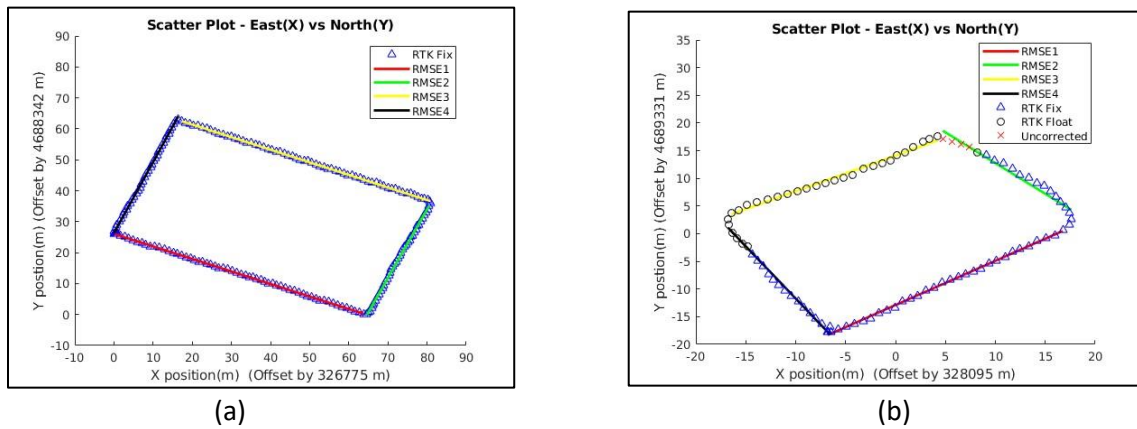 Scatter Plot - East(X) vs North(Y)
90
80
70
60
50
40
30
20
10
0
-10
Y postion(m) (Offset by 4688342 m)
RTK Fix
RMSE1
RMSE2
RMSE3
RMSE4
-10 0 10 20 30 40 50 60 70 80 90
X position(m) (Offset by 326775 m)
(a)
Scatter Plot - East(X) vs North(Y)
35
30
25
20
15
10
5
0
-5
-10
-15
-20
Y postion(m) (Offset by 4689331 m)
RMSE1
RMSE2
RMSE3
RMSE4
RTK Fix
RTK Float
Uncorrected
-20 -15 -10 -5 0 5 10 15 20
X position(m) (Offset by 328095 m)
(b)